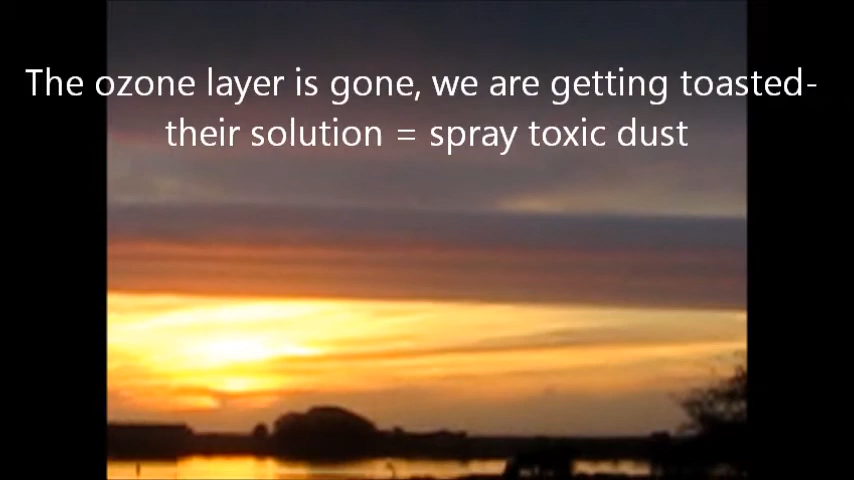 The ozone layer is gone, we are getting toasted-
their solution = spray toxic dust